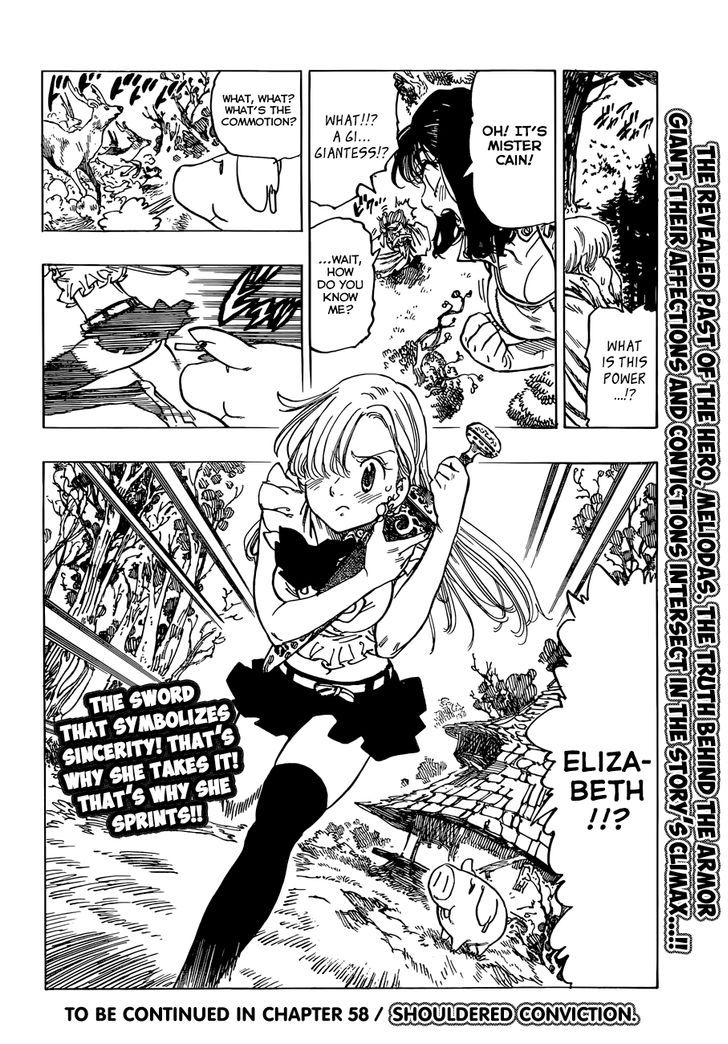 WHAT
IS THIS
POWER
....!?
OH! IT'S
MISTER
CAIN!
WHAT!!?
A GI...
GIANTESS!?
...WAIT,
HOW
DO YOU
KNOW
ME?
WHAT, WHAT?
WHAT'S THE
COMMOTION?
ELIZA-
BETH
!!?
THE SWORD
THAT SYMBOLIZES
SINCERITY! THAT'S
WHY SHE TAKES IT!
THAT'S WHY SHE
SPRINTS!!
THE REVEALED PAST OF THE HERO, MELIODAS. THE TRUTH BEHIND THE ARMOR
GIANT. THEIR AFFECTIONS AND CONVICTIONS INTERSECT IN THE STORY'S CLIMAX...!!
TO BE CONTINUED IN CHAPTER 58 / SHOULDERED CONVICTION.